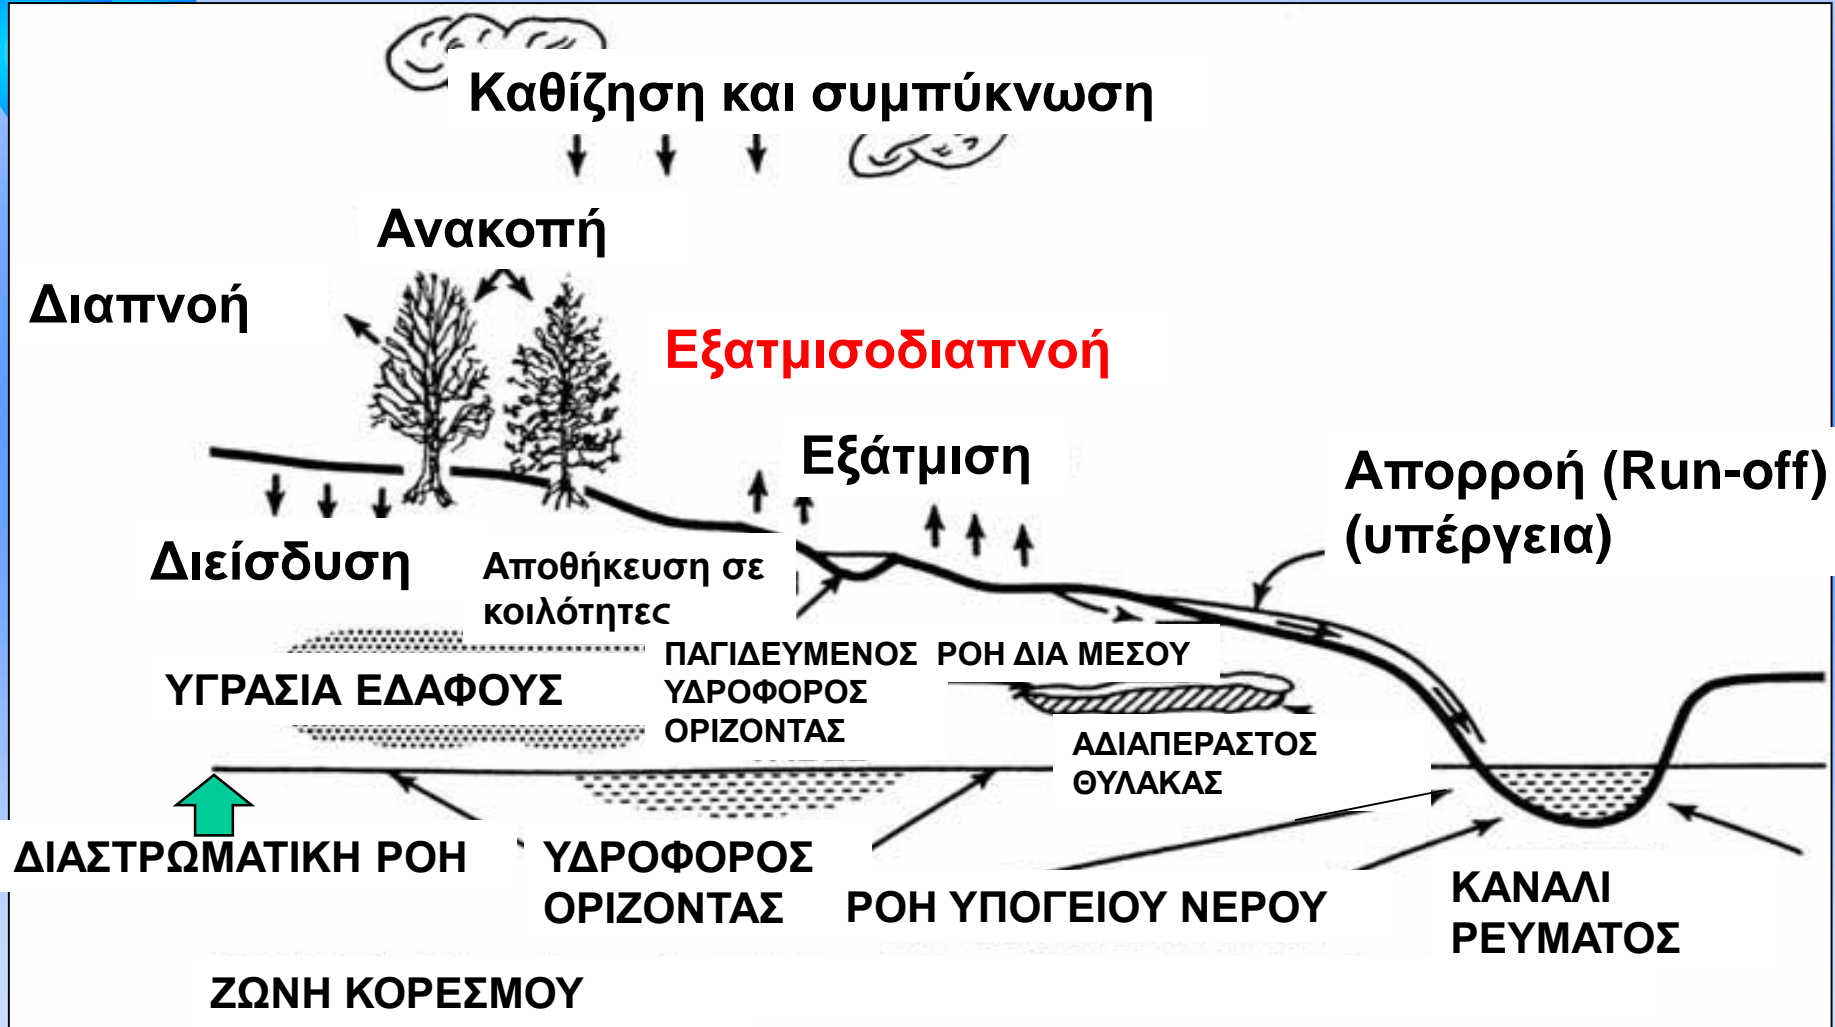 Καθίζηση και συμπύκνωση
Ανακοπή
Διαπνοή
Εξατμισοδιαπνοή
Εξάτμιση
Απορροή (Run-off)
(υπέργεια)
Διείσδυση
Αποθήκευση σε
κοιλότητες
ΠΑΓΙΔΕΥΜΕΝΟΣ
ΥΔΡΟΦΟΡΟΣ
ΟΡΙΖΟΝΤΑΣ
ΡΟΗ ΔΙΑ ΜΕΣΟΥ
ΥΓΡΑΣΙΑ ΕΔΑΦΟΥΣ
ΑΔΙΑΠΕΡΑΣΤΟΣ
ΘΥΛΑΚΑΣ
ΔΙΑΣΤΡΩΜΑΤΙΚΗ ΡΟΗ
ΥΔΡΟΦΟΡΟΣ
ΟΡΙΖΟΝΤΑΣ
ΡΟΗ ΥΠΟΓΕΙΟΥ ΝΕΡΟΥ
ΚΑΝΑΛΙ
ΡΕΥΜΑΤΟΣ
ΖΩΝΗ ΚΟΡΕΣΜΟΥ